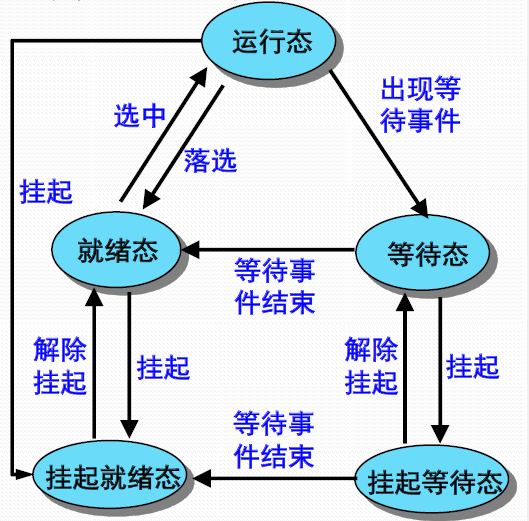 运行态
出现等
待事件
选中
落选
挂起
就绪态
等待态
等待事
件结束
解除
挂起
挂起
解除
挂起
挂起
等待事
件结束
挂起就绪态
挂起等待态